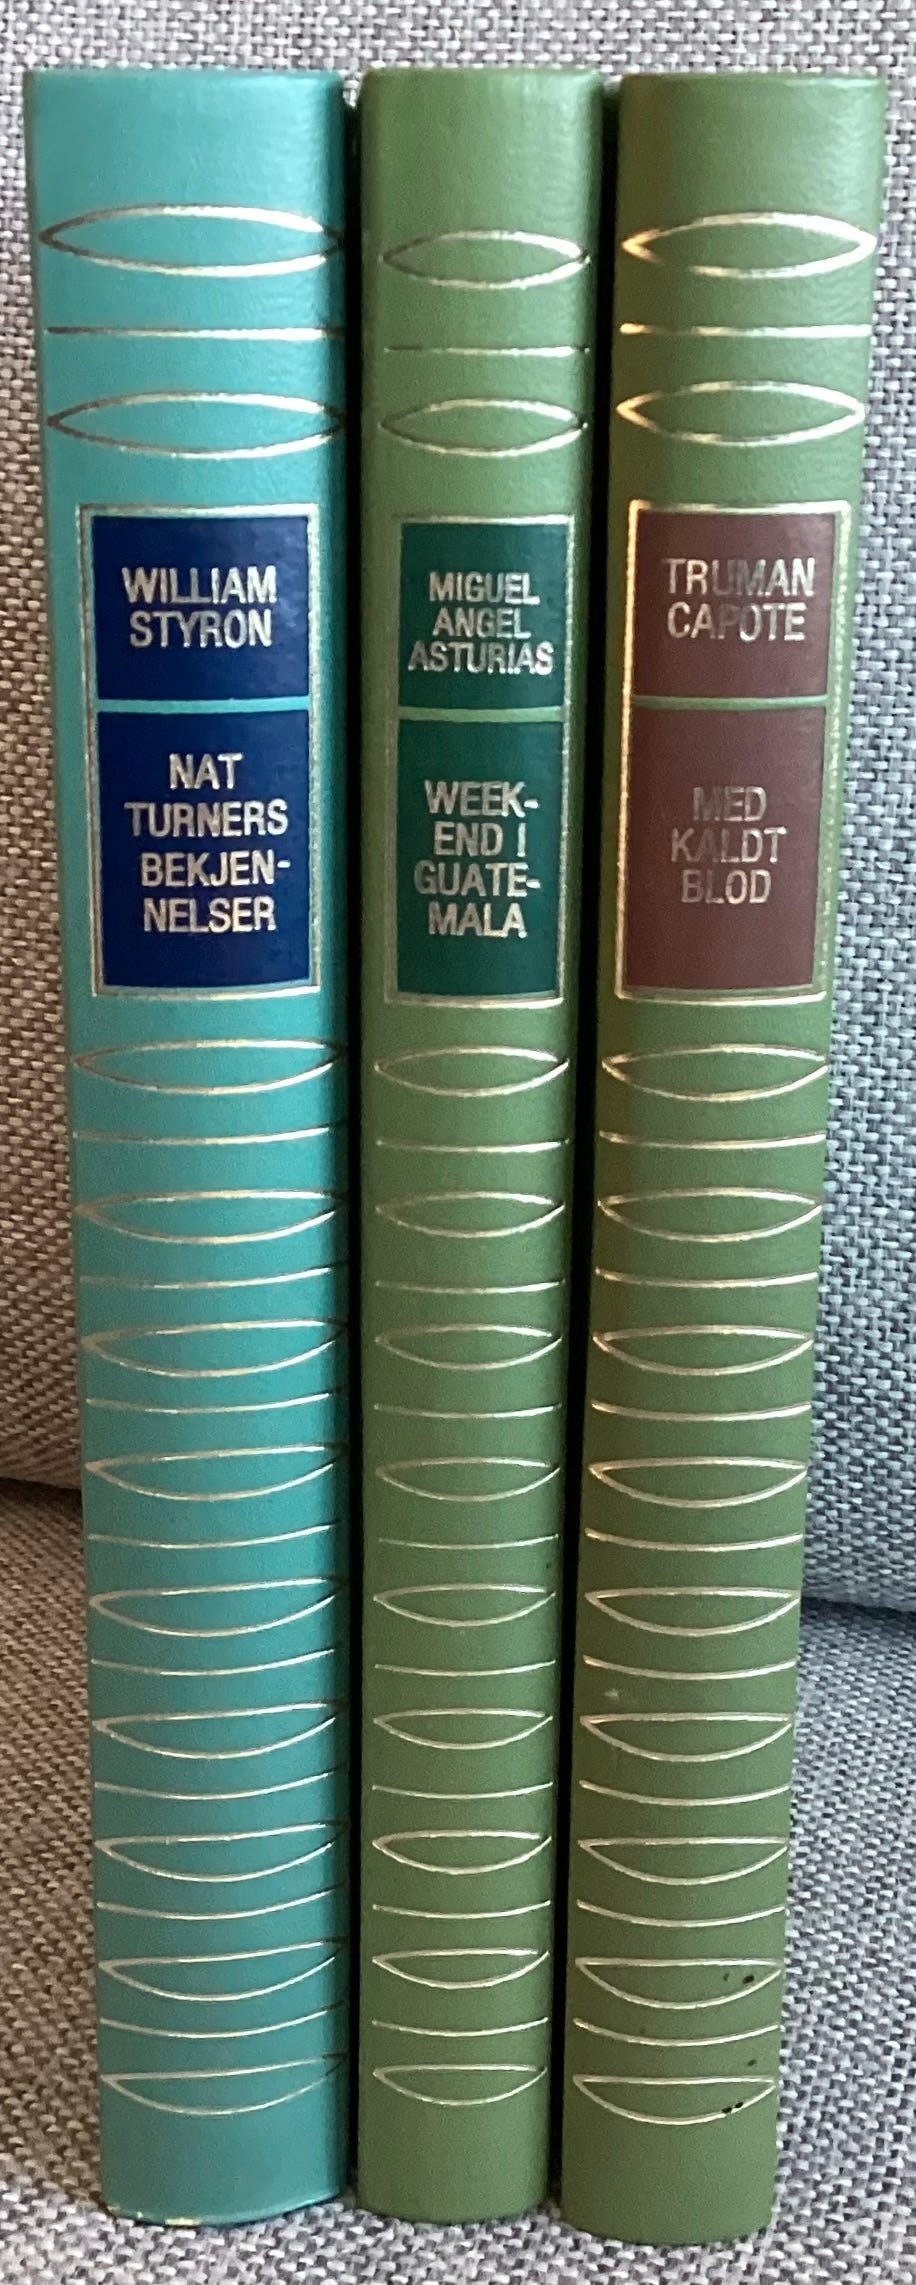 WILLIAM
STYRON
NAT
TURNERS
BEKJEN-
NELSER
MIGUEL
ANGEL
ASTURIAS
WEEK-
END I
GUATE-
MALA
TRUMAN
CAPOTE
MED
KALDT
BLOD